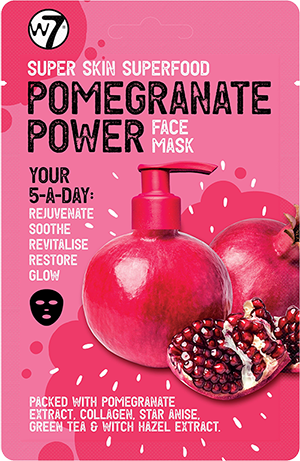 W7
SUPER SKIN SUPERFOOD
POMEGRANATE
POWER FACE
MASK
YOUR
5-A-DAY:
REJUVENATE
SOOTHE
REVITALISE
RESTORE
GLOW
PACKED WITH POMEGRANATE
EXTRACT, COLLAGEN, STAR ANISE,
GREEN TEA & WITCH HAZEL EXTRACT.